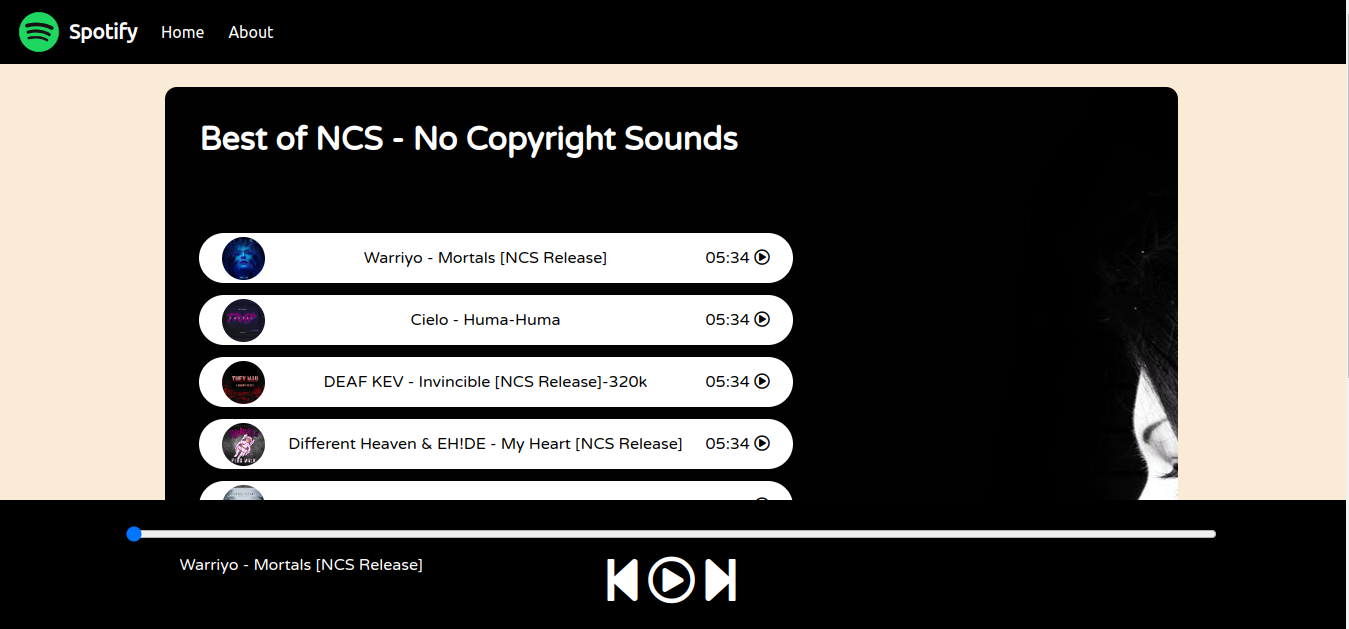 Spotify Home About
Best of NCS - No Copyright Sounds
Warriyo - Mortals [NCS Release] 05:34
Cielo - Huma-Huma 05:34
DEAF KEV - Invincible [NCS Release]-320k 05:34
Different Heaven & EH!DE - My Heart [NCS Release] 05:34
Warriyo - Mortals [NCS Release]